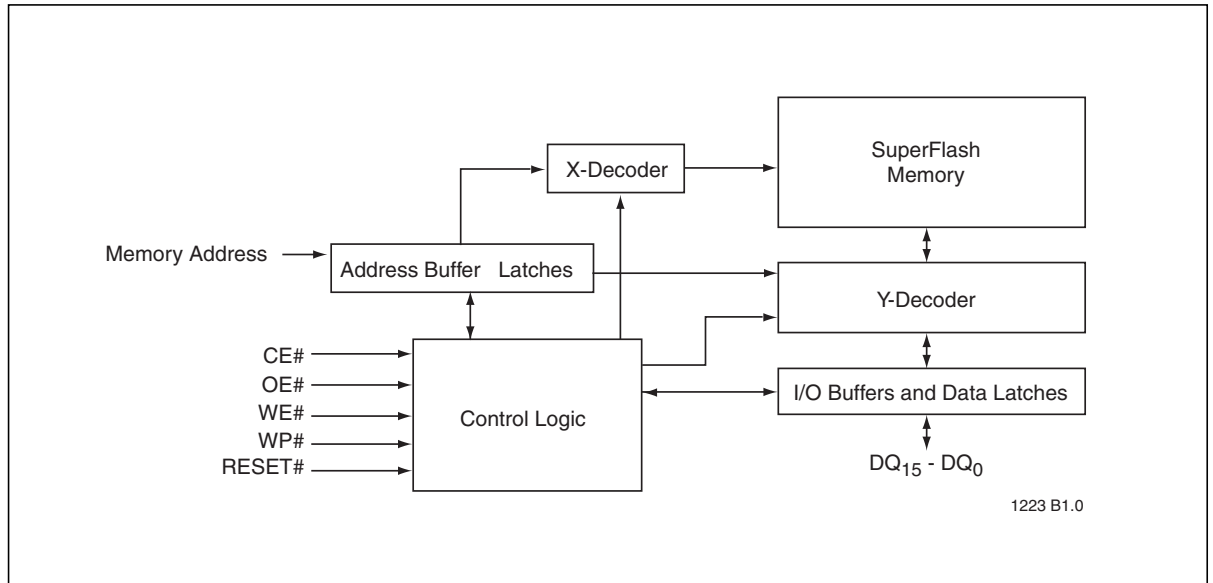 SuperFlash
Memory
X-Decoder
Memory Address
Address Buffer Latches
Y-Decoder
CE#
OE#
WE#
WP#
RESET#
Control Logic
I/O Buffers and Data Latches
DQ15 - DQ0
1223 B1.0